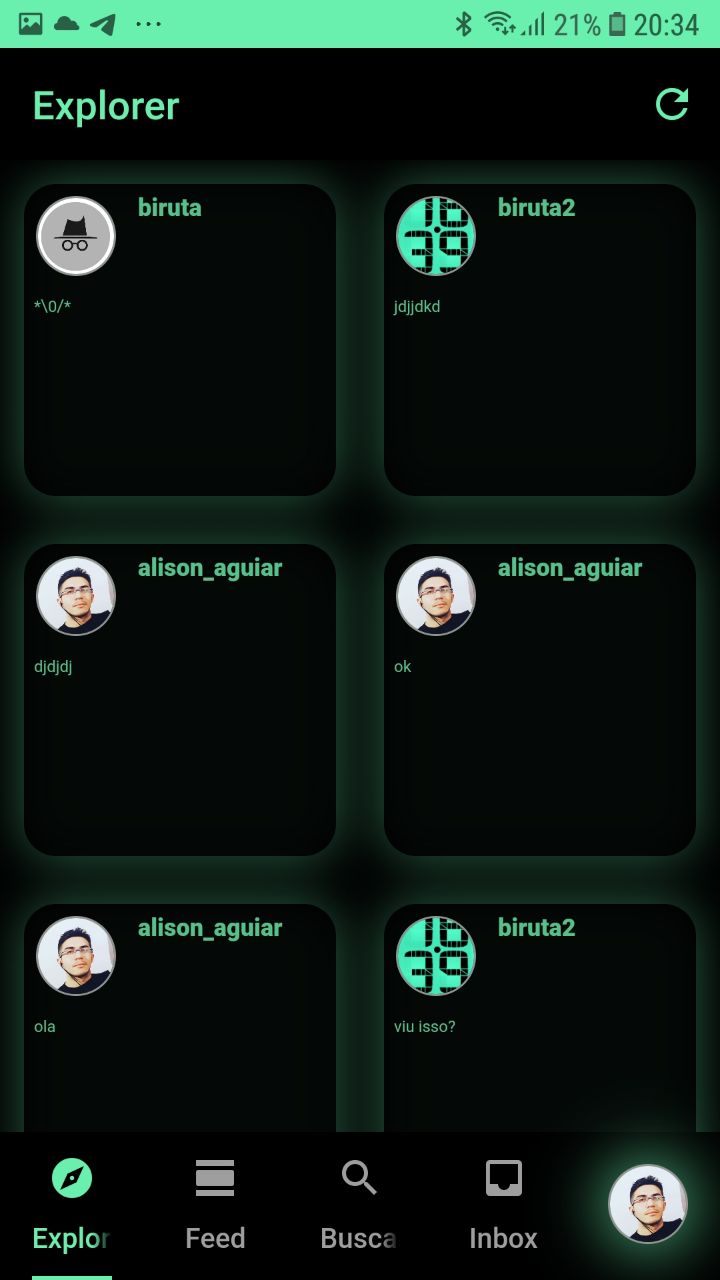 21% 20:34
Explorer
biruta
*\0/*
biruta2
jdjjdkd
alison_aguiar
djdjdj
alison_aguiar
ok
alison_aguiar
ola
biruta2
viu isso?
Explor
Feed
Busca
Inbox